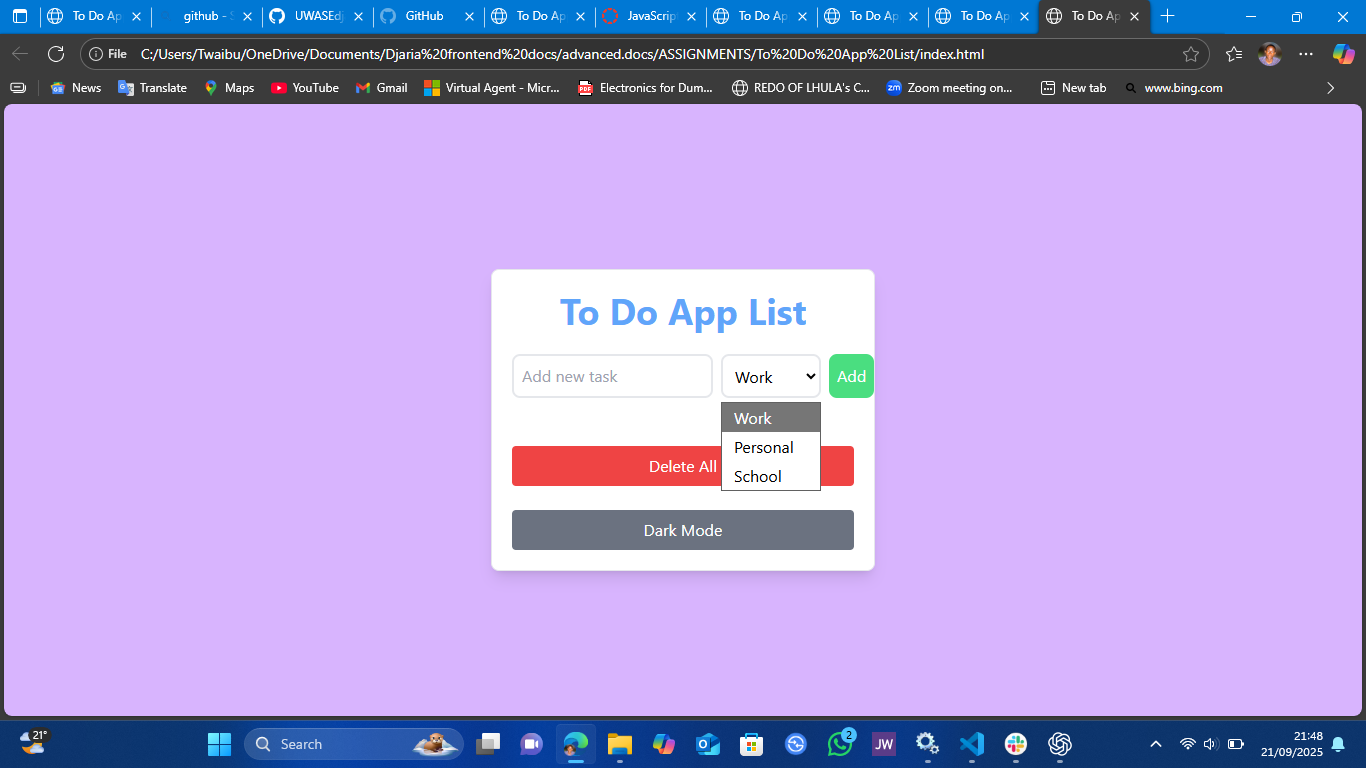 To Do Ap
github - S
UWASEdj
GitHub
To Do Ap
JavaScrip
To Do Ap
To Do Ap
To Do Ap
To Do Ap
File
C:/Users/Twaibu/OneDrive/Documents/Djaria%20frontend%20docs/advanced.docs/ASSIGNMENTS/To%20Do%20App%20List/index.html
News
Translate
Maps
YouTube
Gmail
Virtual Agent - Micr...
PDF
Electronics for Dum...
REDO OF LHULA's C...
zm
Zoom meeting on...
New tab
www.bing.com
To Do App List
Add new task
Work
Add
Work
Personal
School
Delete All
Dark Mode
21°
Search
2
JW
21:48
21/09/2025